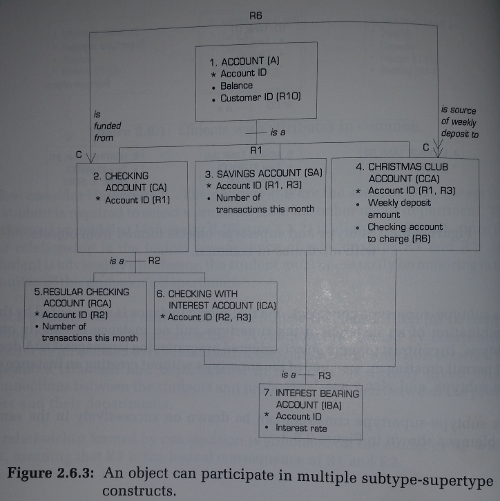 R6
1. ACCOUNT (A)
* Account ID
• Balance
• Customer ID (R10)
is
funded
from
is source
of weekly
deposit to
is a
R1
C
C
2. CHECKING
ACCOUNT (CA)
* Account ID (R1)
3. SAVINGS ACCOUNT (SA)
* Account ID (R1, R3)
• Number of
transactions this month
4. CHRISTMAS CLUB
ACCOUNT (CCA)
* Account ID (R1, R3)
• Weekly deposit
amount
• Checking account
to charge (R6)
is a
R2
5. REGULAR CHECKING
ACCOUNT (RCA)
* Account ID (R2)
• Number of
transactions this month
6. CHECKING WITH
INTEREST ACCOUNT (ICA)
* Account ID (R2, R3)
is a
R3
7. INTEREST BEARING
ACCOUNT (IBA)
* Account ID
• Interest rate
Figure 2.6.3: An object can participate in multiple subtype-supertype
constructs.